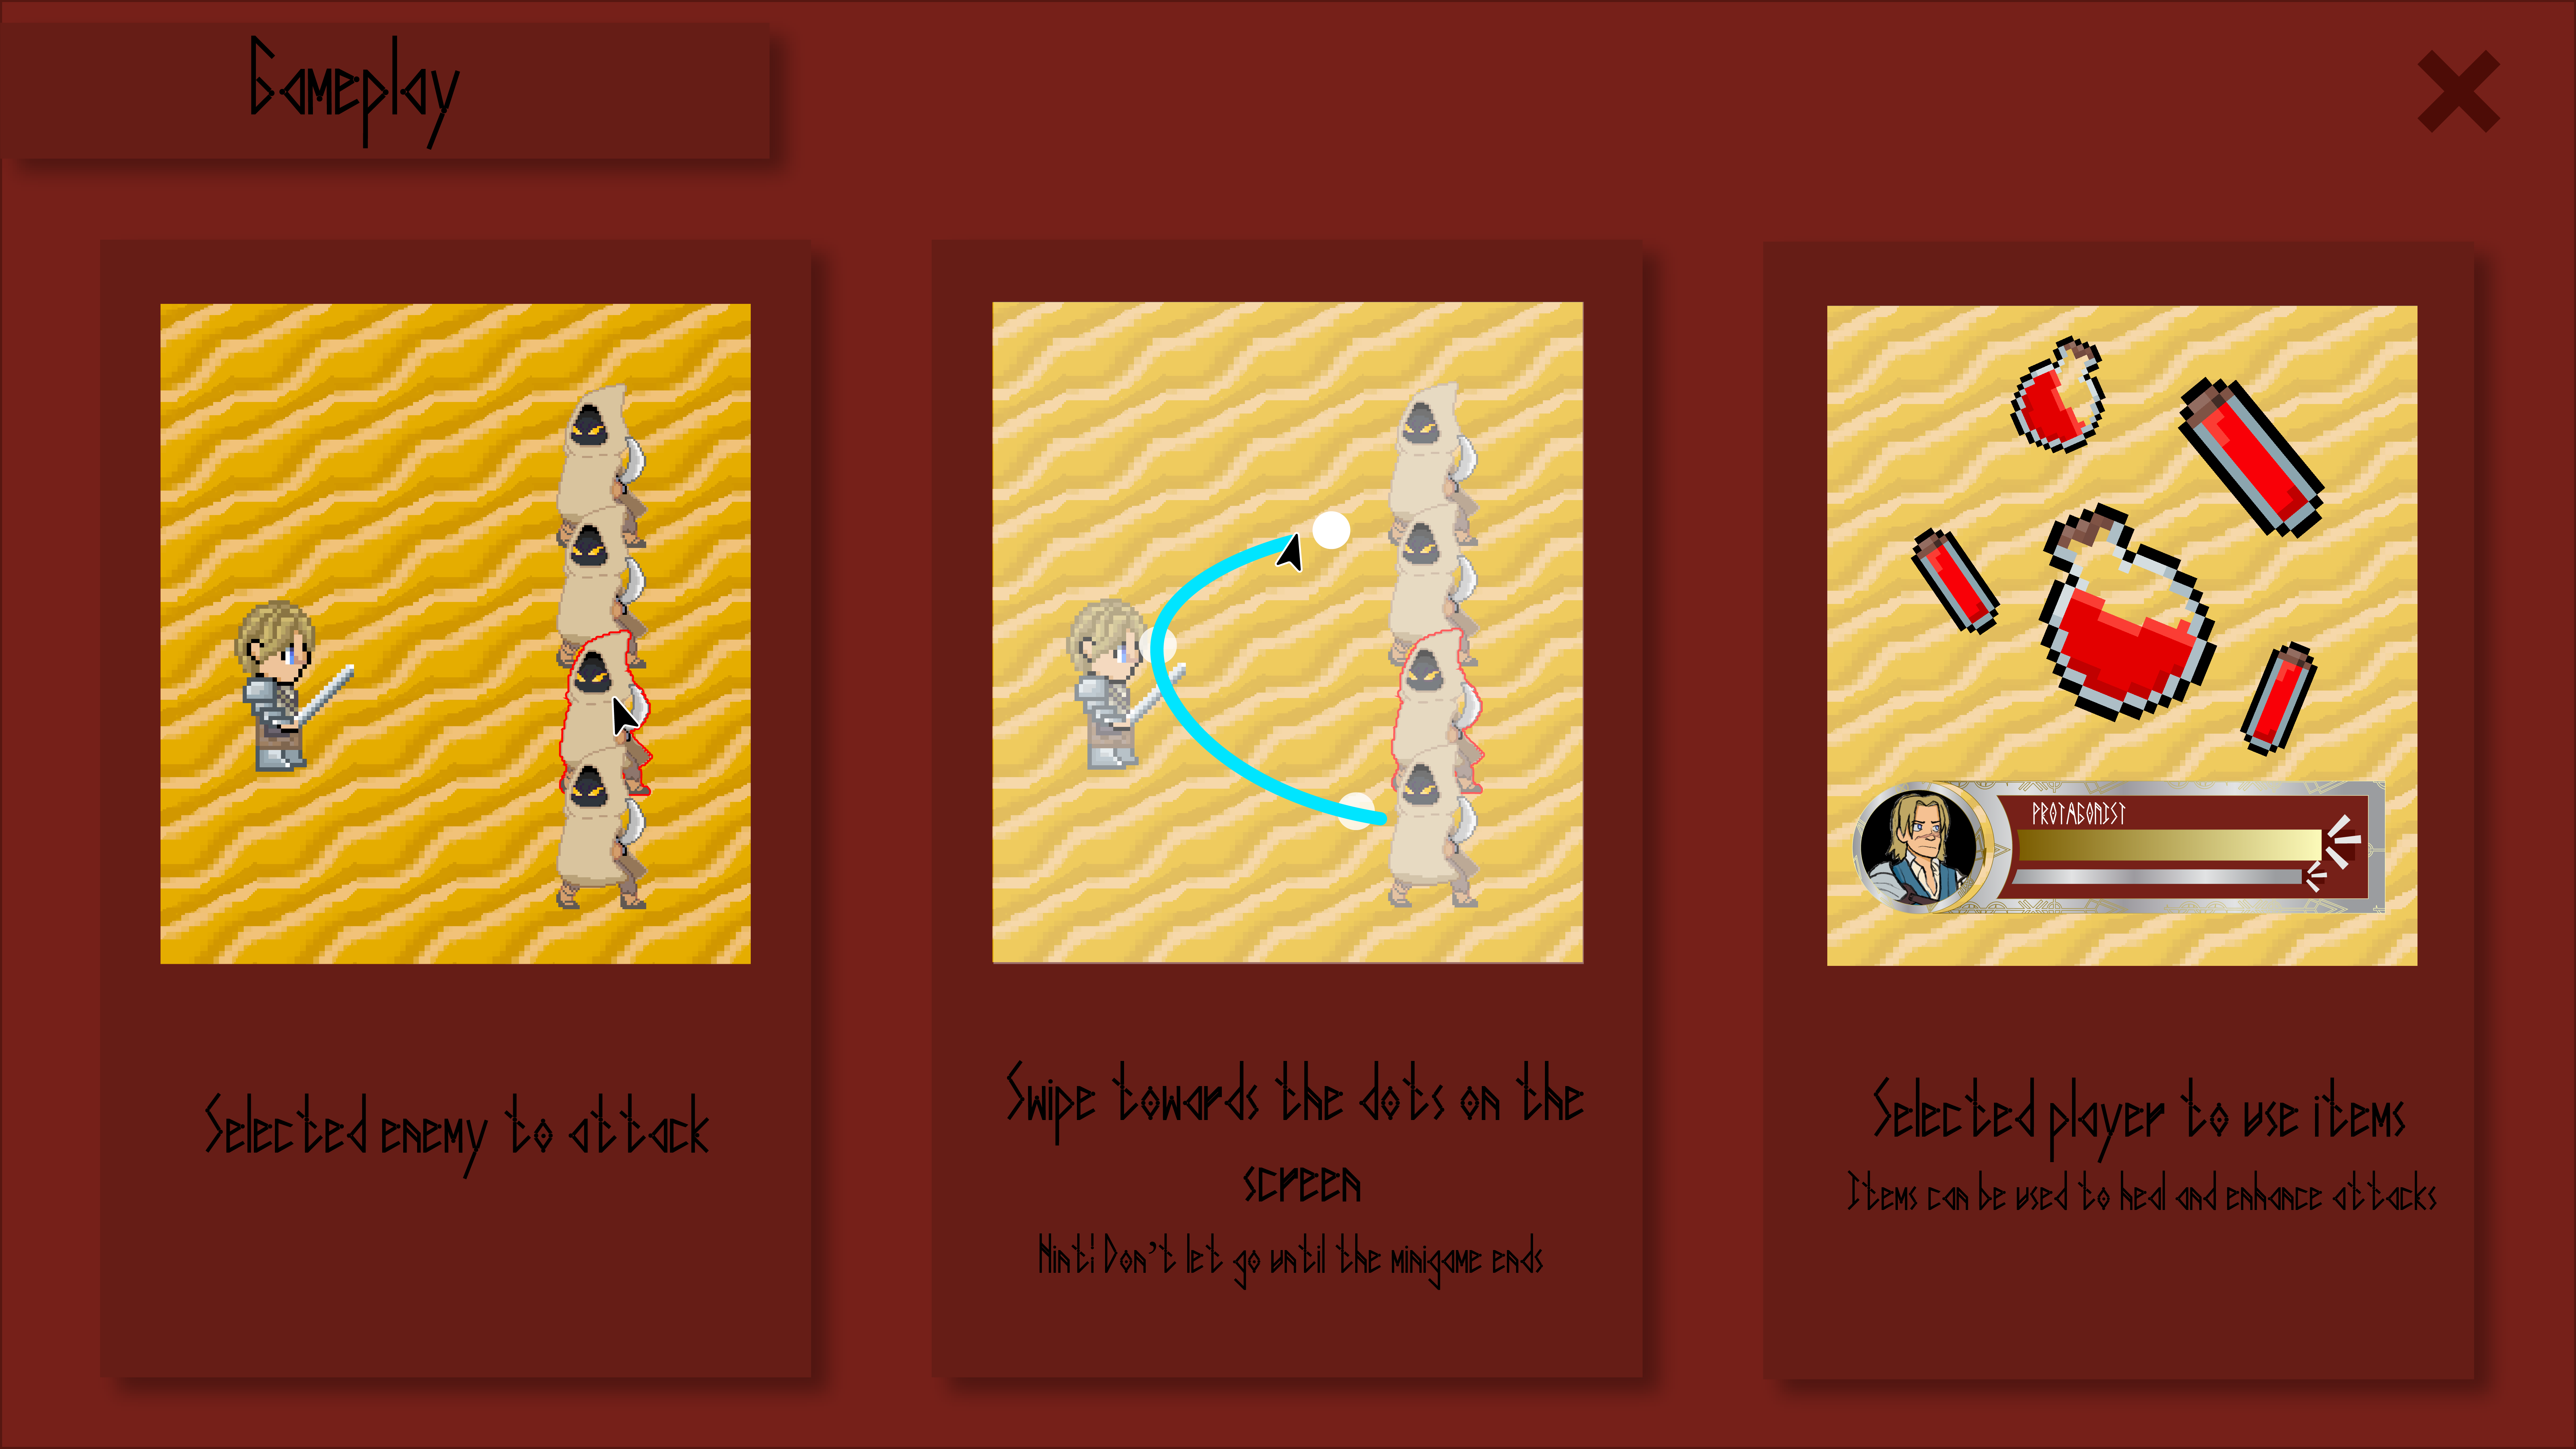 Gameplay
Selected enemy to attack
Swipe towards the dots on the
screen
Hint! Don't let go until the minigame ends
PROTAGONIST
Selected player to use items
Items can be used to heal and enhance attacks